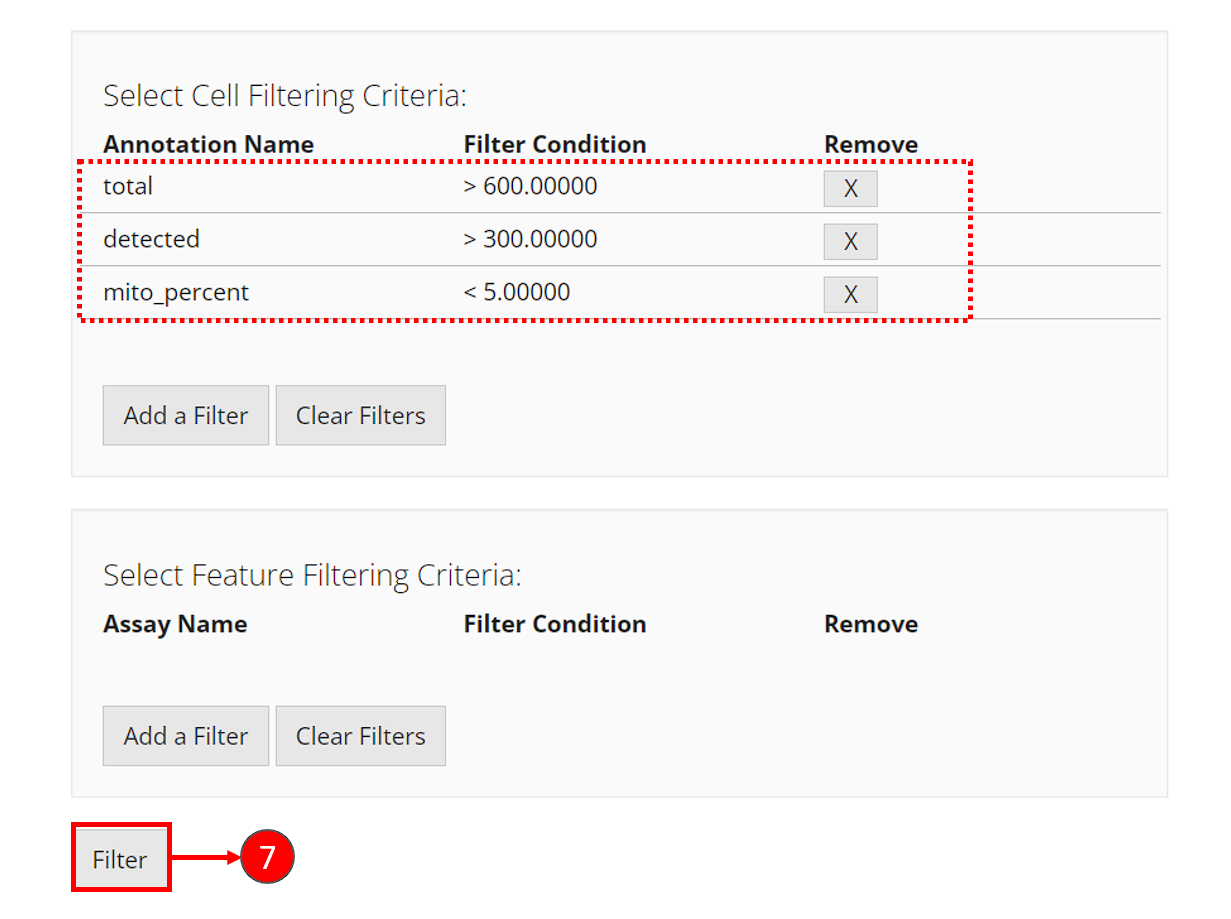 Select Cell Filtering Criteria:
Annotation Name Filter Condition Remove
total > 600.00000 X
detected > 300.00000 X
mito_percent < 5.00000 X
Add a Filter Clear Filters
Select Feature Filtering Criteria:
Assay Name Filter Condition Remove
Add a Filter Clear Filters
Filter 7